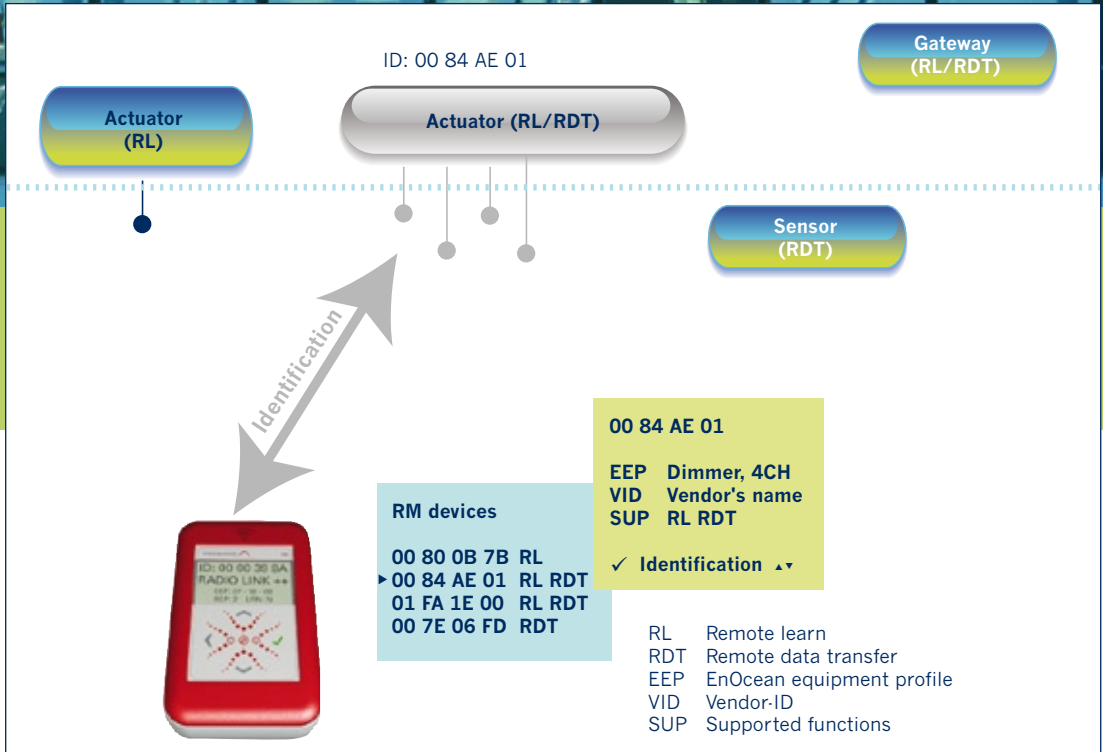 ID: 00 84 AE 01
Gateway
(RL/RDT)
Actuator
(RL)
Actuator (RL/RDT)
Sensor
(RDT)
Identification
00 84 AE 01
EEP Dimmer, 4CH
VID Vendor's name
SUP RL RDT
✓ Identification ▲▼
RM devices
00 80 0B 7B RL
▶ 00 84 AE 01 RL RDT
01 FA 1E 00 RL RDT
00 7E 06 FD RDT
RADIO LINK
RL Remote learn
RDT Remote data transfer
EEP EnOcean equipment profile
VID Vendor-ID
SUP Supported functions